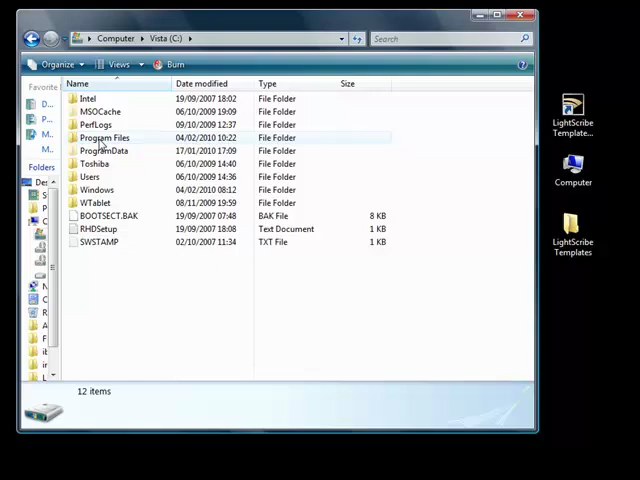 Computer
Vista (C:)
Search
Organize
Views
Burn
Favorite
D...
P...
M...
M...
Folders
Des
Name
Date modified
Type
Size
Intel 19/09/2007 18:02 File Folder
MSOCache 06/10/2009 19:09 File Folder
PerfLogs 09/10/2009 12:37 File Folder
Program Files 04/02/2010 10:22 File Folder
ProgramData 17/01/2010 17:09 File Folder
Toshiba 06/10/2009 14:40 File Folder
Users 06/10/2009 14:36 File Folder
Windows 04/02/2010 08:12 File Folder
WTablet 08/11/2009 19:59 File Folder
BOOTSECT.BAK 19/09/2007 07:48 BAK File 8 KB
RHDSetup 19/09/2007 18:08 Text Document 1 KB
SWSTAMP 02/10/2007 11:34 TXT File 1 KB
12 items
LightScribe
Template...
Computer
LightScribe
Templates